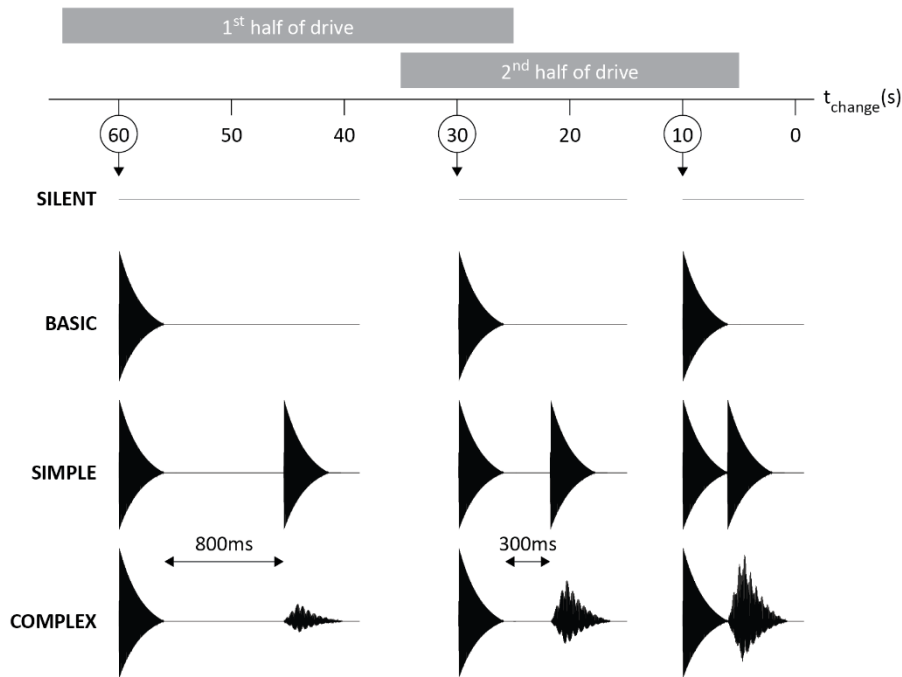 1st half of drive
2nd half of drive
tchange(s)
60 50 40 30 20 10 0
SILENT
BASIC
SIMPLE
800ms 300ms
COMPLEX